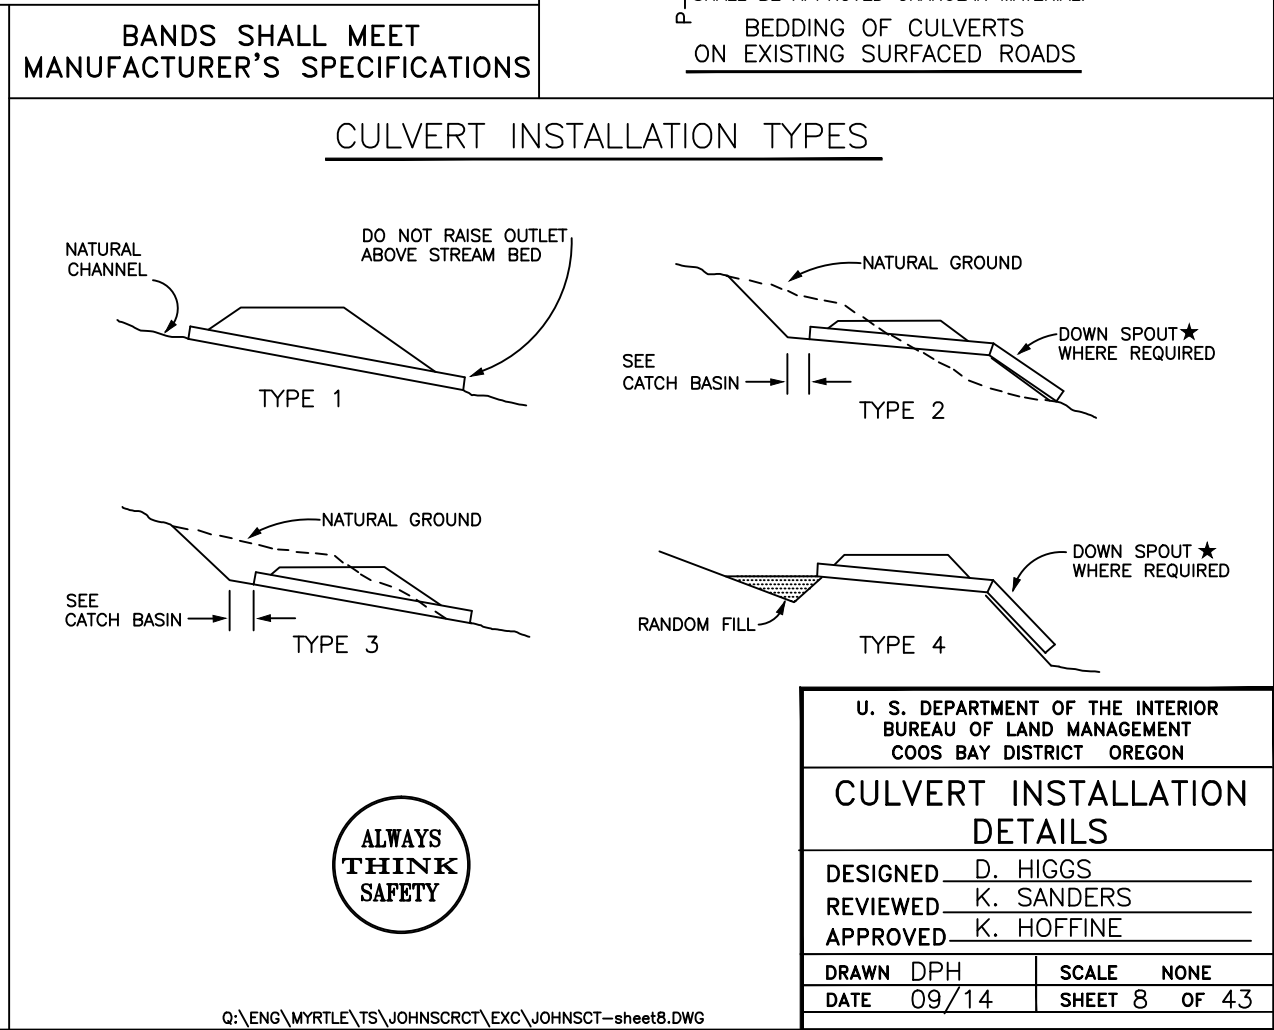 BANDS SHALL MEET
MANUFACTURER'S SPECIFICATIONS
P
BEDDING OF CULVERTS
ON EXISTING SURFACED ROADS
CULVERT INSTALLATION TYPES
NATURAL
CHANNEL
DO NOT RAISE OUTLET
ABOVE STREAM BED
TYPE 1
NATURAL GROUND
DOWN SPOUT★
WHERE REQUIRED
SEE
CATCH BASIN
TYPE 2
NATURAL GROUND
SEE
CATCH BASIN
TYPE 3
DOWN SPOUT★
WHERE REQUIRED
RANDOM FILL
TYPE 4
U. S. DEPARTMENT OF THE INTERIOR
BUREAU OF LAND MANAGEMENT
COOS BAY DISTRICT OREGON
CULVERT INSTALLATION
DETAILS
DESIGNED D. HIGGS
REVIEWED K. SANDERS
APPROVED K. HOFFINE
DRAWN DPH SCALE NONE
DATE 09/14 SHEET 8 OF 43
ALWAYS
THINK
SAFETY
Q:\ENG\MYRTLE\TS\JOHNSCRCT\EXC\JOHNSCT-sheet8.DWG